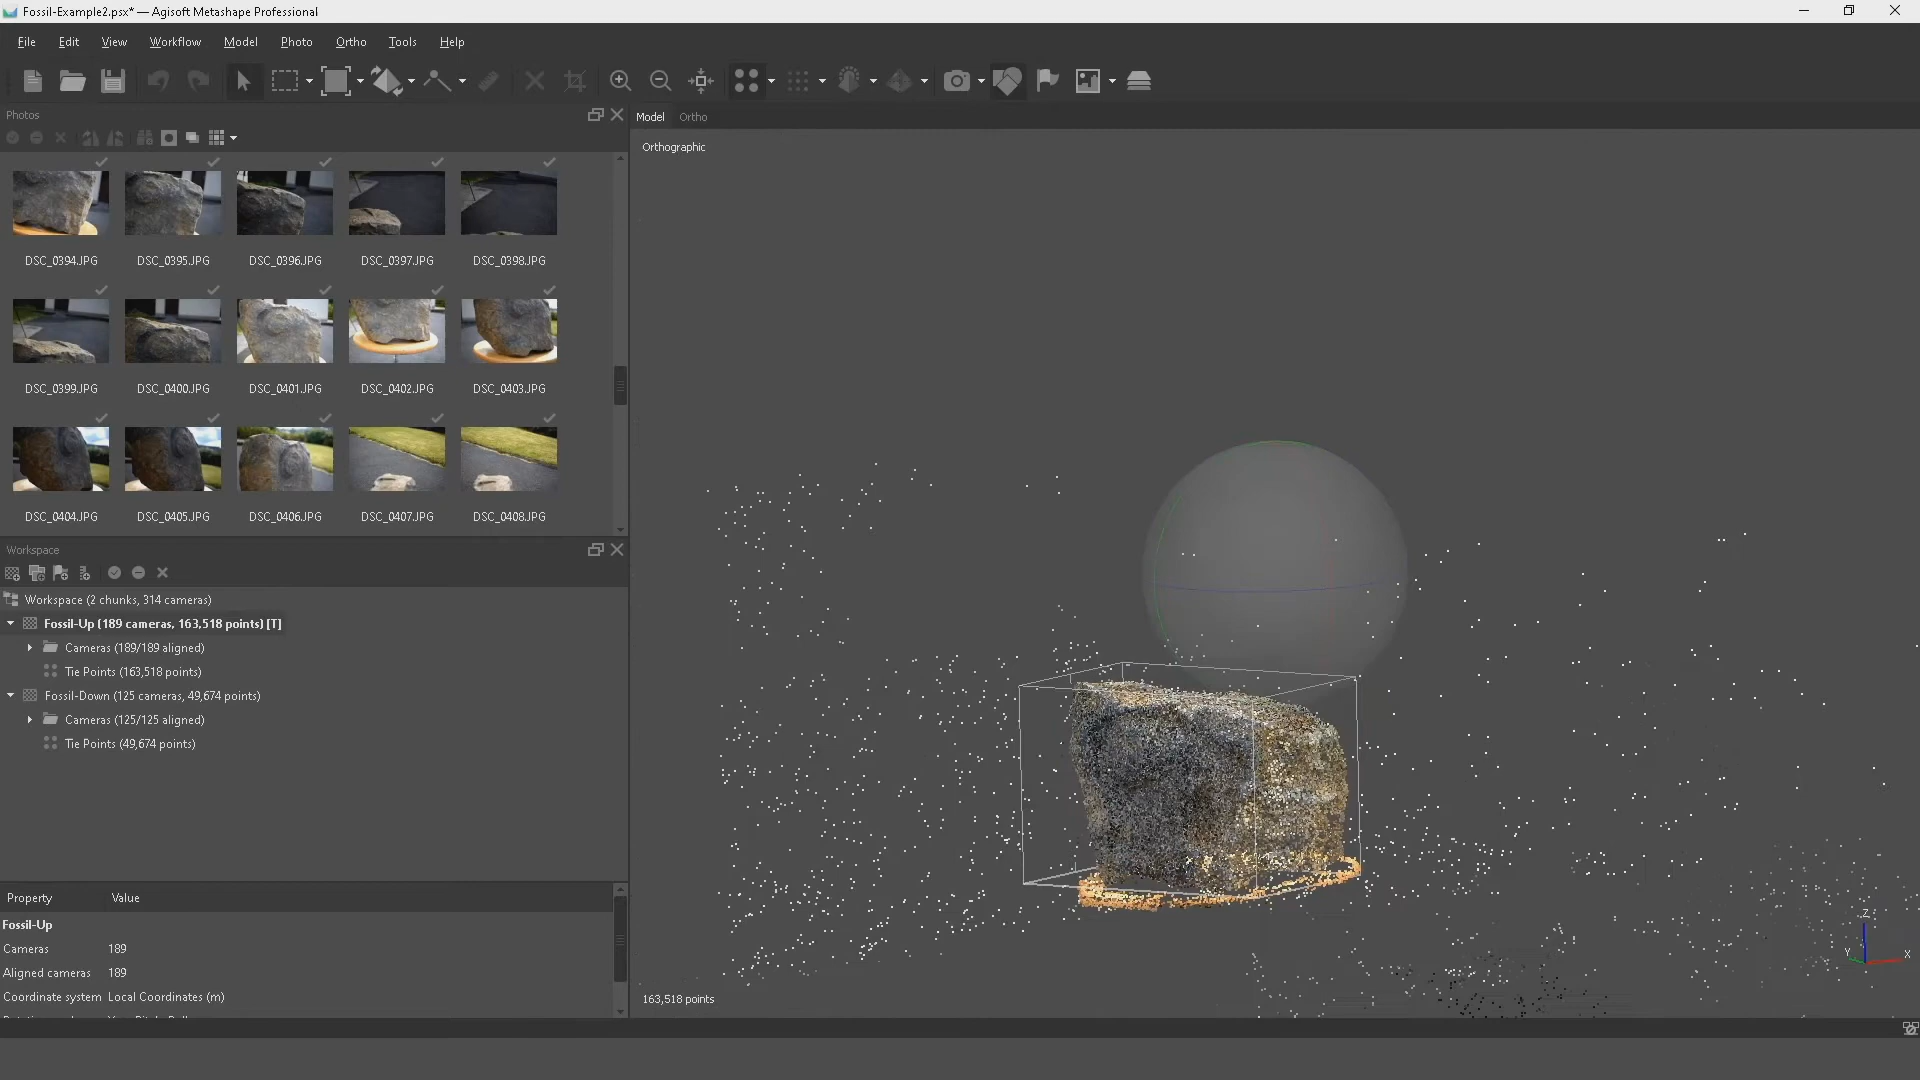 Fossil-Example2.psx* — Agisoft Metashape Professional
File Edit View Workflow Model Photo Ortho Tools Help
Photos
DSC_0394.JPG DSC_0395.JPG DSC_0396.JPG DSC_0397.JPG DSC_0398.JPG
DSC_0399.JPG DSC_0400.JPG DSC_0401.JPG DSC_0402.JPG DSC_0403.JPG
DSC_0404.JPG DSC_0405.JPG DSC_0406.JPG DSC_0407.JPG DSC_0408.JPG
Workspace
Workspace (2 chunks, 314 cameras)
Fossil-Up (189 cameras, 163,518 points) [T]
Cameras (189/189 aligned)
Tie Points (163,518 points)
Fossil-Down (125 cameras, 49,674 points)
Cameras (125/125 aligned)
Tie Points (49,674 points)
Property Value
Fossil-Up
Cameras 189
Aligned cameras 189
Coordinate system Local Coordinates (m)
Model Ortho
Orthographic
163,518 points
Z
Y
X